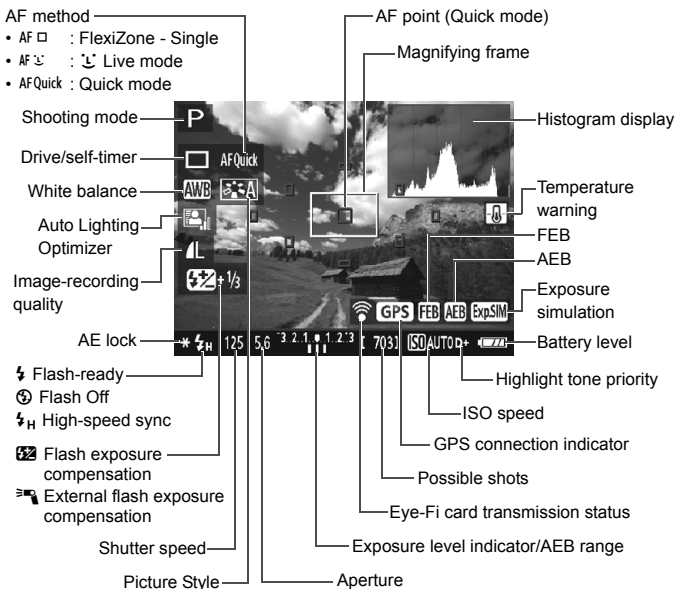 AF method
• AF □ : FlexiZone - Single
• AF : Live mode
• AFQuick : Quick mode
Shooting mode
Drive/self-timer
White balance
Auto Lighting
Optimizer
Image-recording
quality
AE lock
Flash-ready
Flash Off
H High-speed sync
Flash exposure
compensation
External flash exposure
compensation
Shutter speed
Picture Style
AF point (Quick mode)
Magnifying frame
Histogram display
Temperature
warning
FEB
AEB
Exposure
simulation
Battery level
Highlight tone priority
ISO speed
GPS connection indicator
Possible shots
Eye-Fi card transmission status
Exposure level indicator/AEB range
Aperture
P
AFQuick
AWB A
L
+1/3
GPS FEB AEB Exp.SIM
* H 125 5.6 -3..2..1..1..2..+3 [ 703] ISO AUTO D+